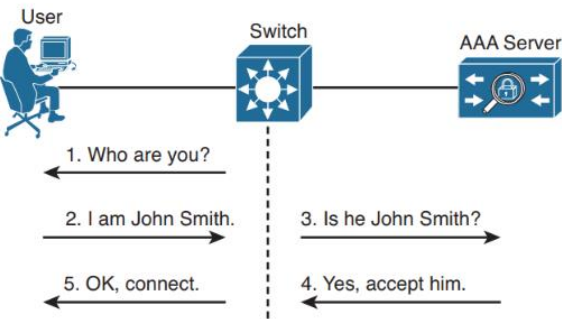 User
Switch
AAA Server
1. Who are you?
2. I am John Smith.
3. Is he John Smith?
5. OK, connect.
4. Yes, accept him.